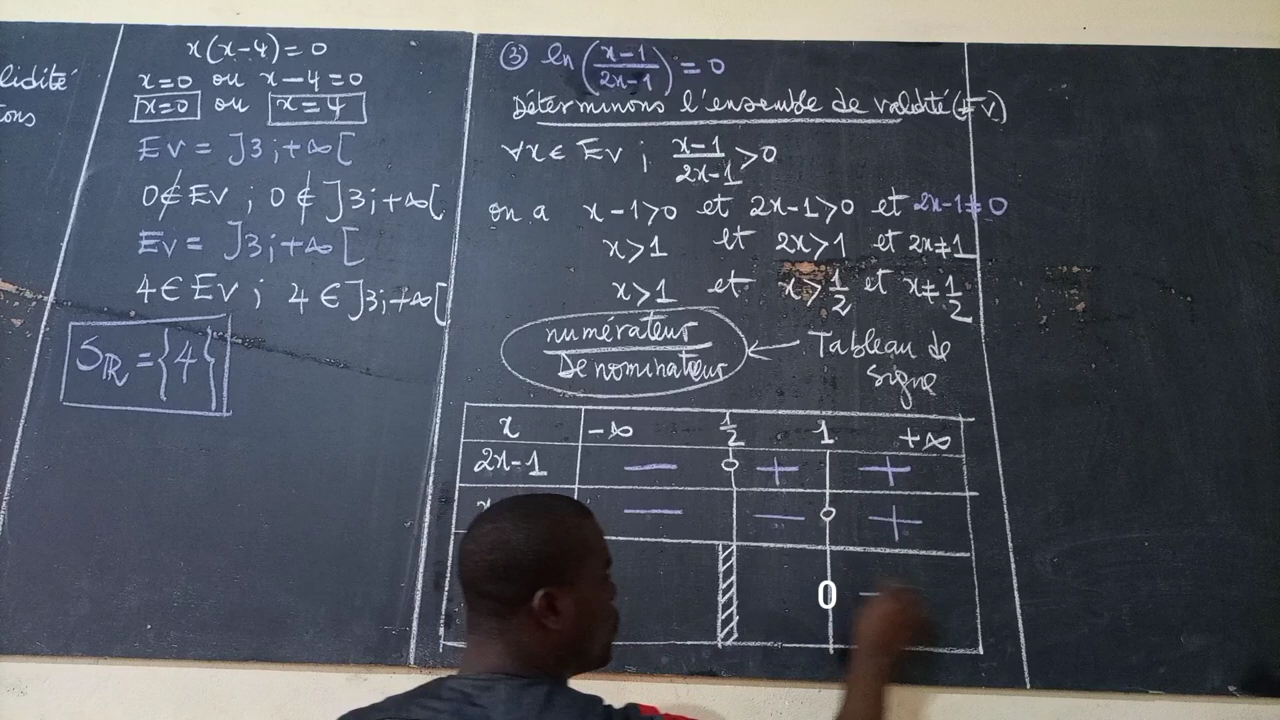 lidité
ons
x(x-4)=0
x=0 ou x-4=0
x=0 ou x=4
Ev = ]3;+∞[
0∉Ev ; 0∉]3;+∞[
Ev = ]3;+∞[
4∈Ev ; 4∈]3;+∞[
S_IR={4}
③ ln((x-1)/(2x-1))=0
Déterminons l'ensemble de validité (Ev)
∀x∈Ev ; (x-1)/(2x-1)>0
on a x-1>0 et 2x-1>0 et 2x-1≠0
x>1 et 2x>1 et 2x≠1
x>1 et x>1/2 et x≠1/2
numérateur
Denominateur
← Tableau de
signe
x -∞ 1/2 1 +∞
2x-1 — 0 + +
— — 0 +
0 —